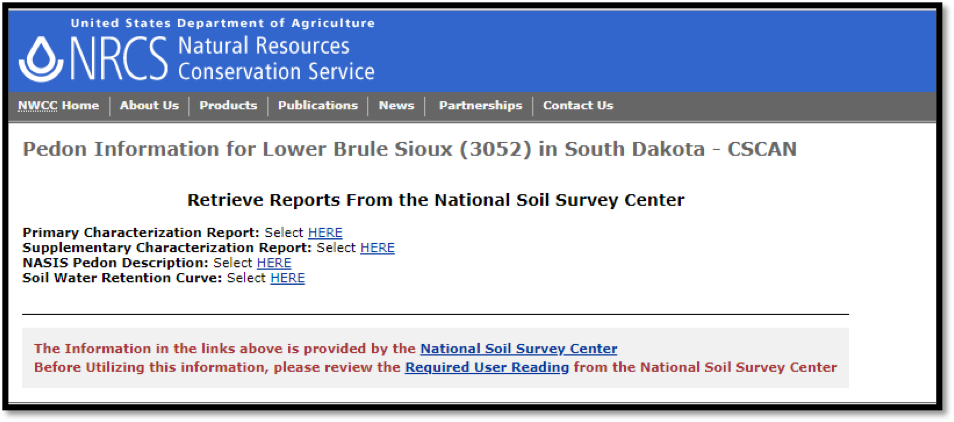 United States Department of Agriculture
NRCS Natural Resources
Conservation Service
NWCC Home About Us Products Publications News Partnerships Contact Us
Pedon Information for Lower Brule Sioux (3052) in South Dakota - CSCAN
Retrieve Reports From the National Soil Survey Center
Primary Characterization Report: Select HERE
Supplementary Characterization Report: Select HERE
NASIS Pedon Description: Select HERE
Soil Water Retention Curve: Select HERE
The Information in the links above is provided by the National Soil Survey Center
Before Utilizing this information, please review the Required User Reading from the National Soil Survey Center